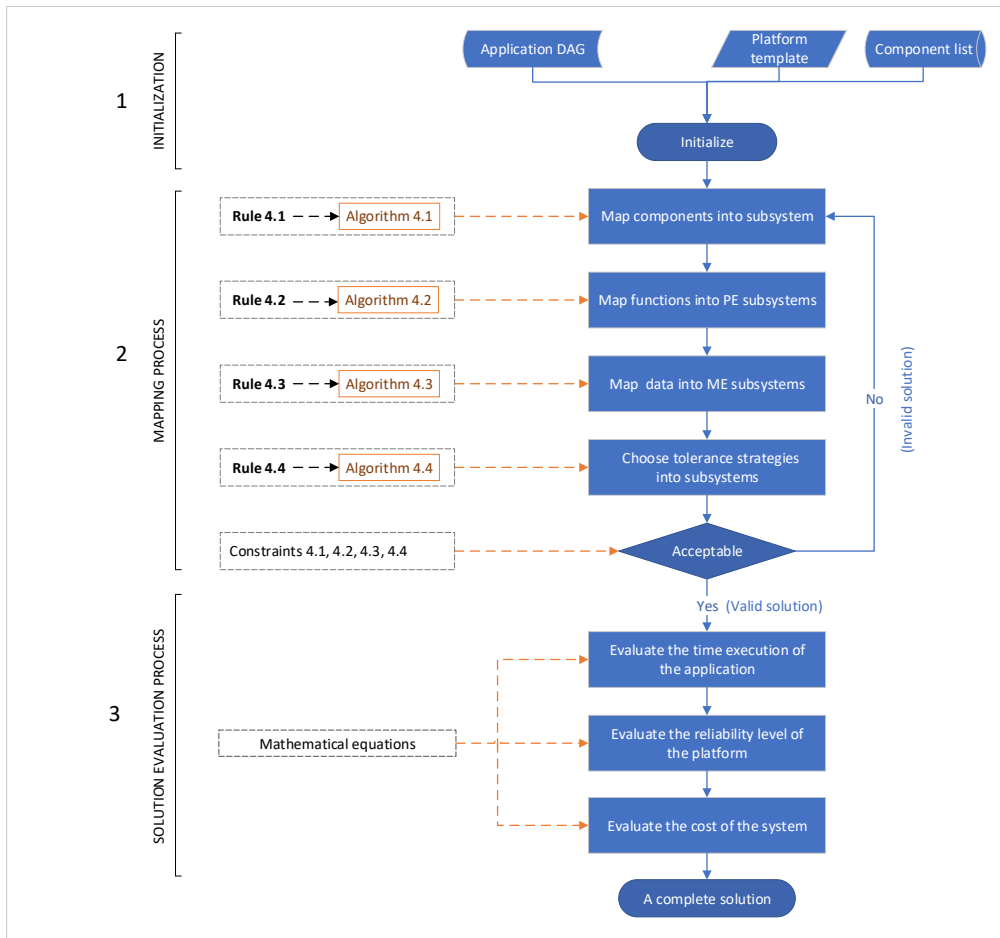 Application DAG
Platform
template
Component list
1
INITIALIZATION
Initialize
2
MAPPING PROCESS
Rule 4.1
Algorithm 4.1
Map components into subsystem
Rule 4.2
Algorithm 4.2
Map functions into PE subsystems
Rule 4.3
Algorithm 4.3
Map data into ME subsystems
Rule 4.4
Algorithm 4.4
Choose tolerance strategies
into subsystems
No
(Invalid solution)
Constraints 4.1, 4.2, 4.3, 4.4
Acceptable
Yes (Valid solution)
3
SOLUTION EVALUATION PROCESS
Evaluate the time execution of
the application
Mathematical equations
Evaluate the reliability level of
the platform
Evaluate the cost of the system
A complete solution